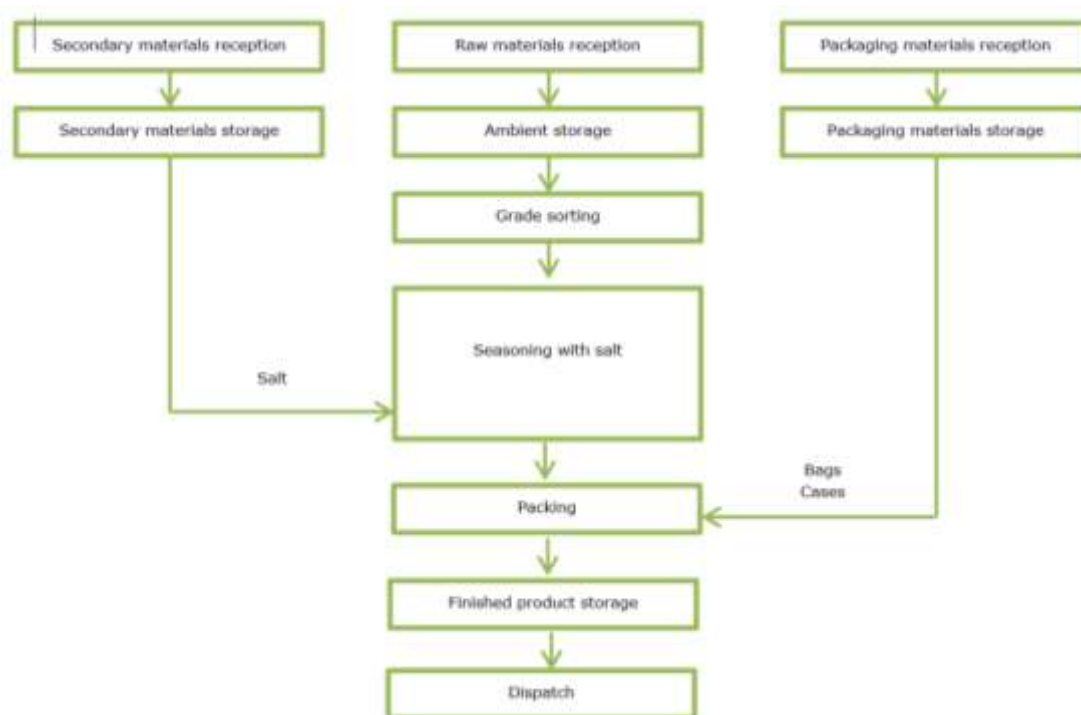 Secondary materials reception
Raw materials reception
Packaging materials reception
Secondary materials storage
Ambient storage
Packaging materials storage
Grade sorting
Seasoning with salt
Salt
Bags
Cases
Packing
Finished product storage
Dispatch